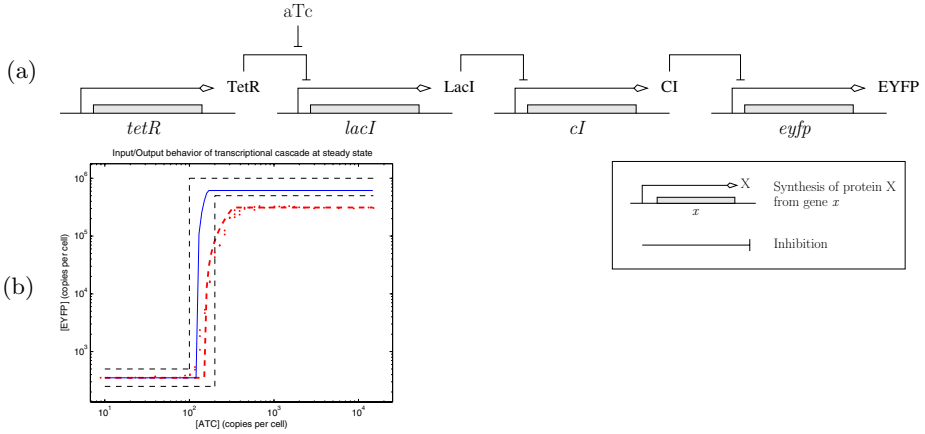 aTc
(a)
TetR
LacI
CI
EYFP
tetR
lacI
cI
eyfp
Input/Output behavior of transcriptional cascade at steady state
(b)
[EYFP] (copies per cell)
10^6
10^5
10^4
10^3
10^1
10^2
10^3
10^4
[ATC] (copies per cell)
X
x
Synthesis of protein X
from gene x
Inhibition